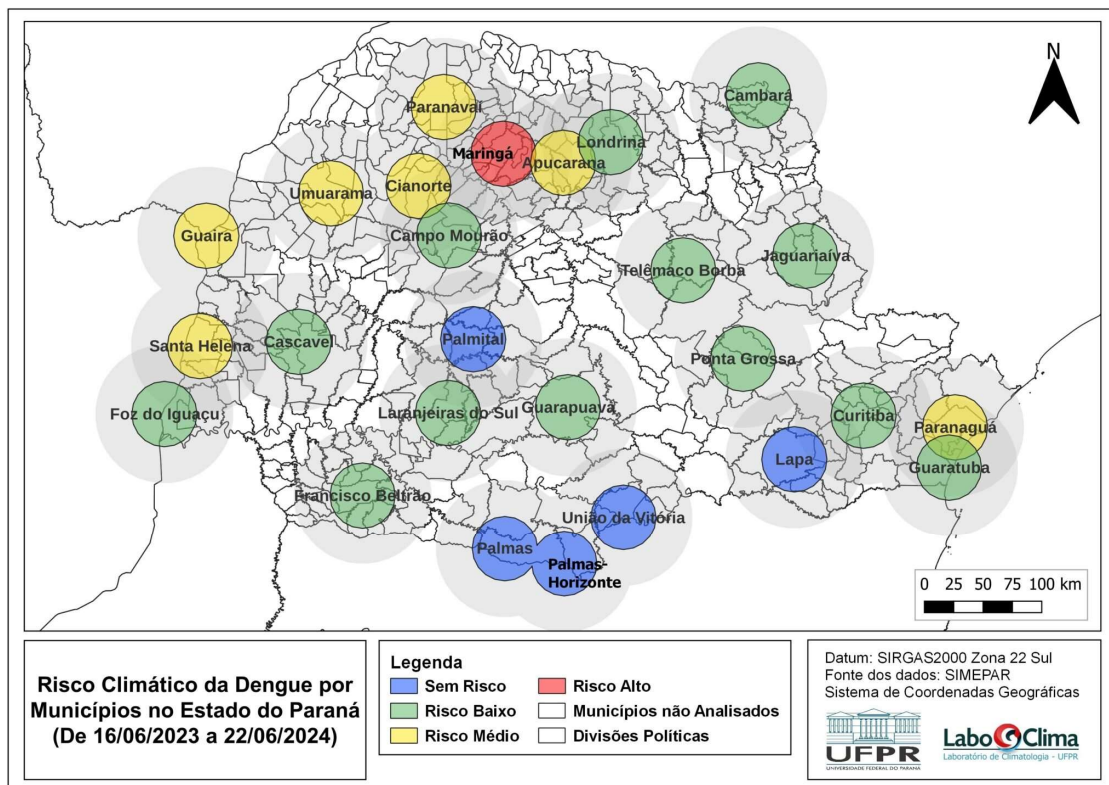 N
Cambará
Paranavaí
Londrina
Maringá
Apucarana
Cianorte
Umuarama
Guaíra
Campo Mourão
Jaguariaíva
Telêmaco Borba
Palmital
Santa Helena
Cascavel
Ponta Grossa
Foz do Iguaçu
Laranjeiras do Sul
Guarapuava
Curitiba
Paranaguá
Lapa
Guaratuba
Francisco Beltrão
União da Vitória
Palmas
Palmas-
Horizonte
0 25 50 75 100 km
Risco Climático da Dengue por
Municípios no Estado do Paraná
(De 16/06/2023 a 22/06/2024)
Legenda
Sem Risco
Risco Baixo
Risco Médio
Risco Alto
Municípios não Analisados
Divisões Políticas
Datum: SIRGAS2000 Zona 22 Sul
Fonte dos dados: SIMEPAR
Sistema de Coordenadas Geográficas
UFPR
UNIVERSIDADE FEDERAL DO PARANÁ
LaboClima
Laboratório de Climatologia - UFPR